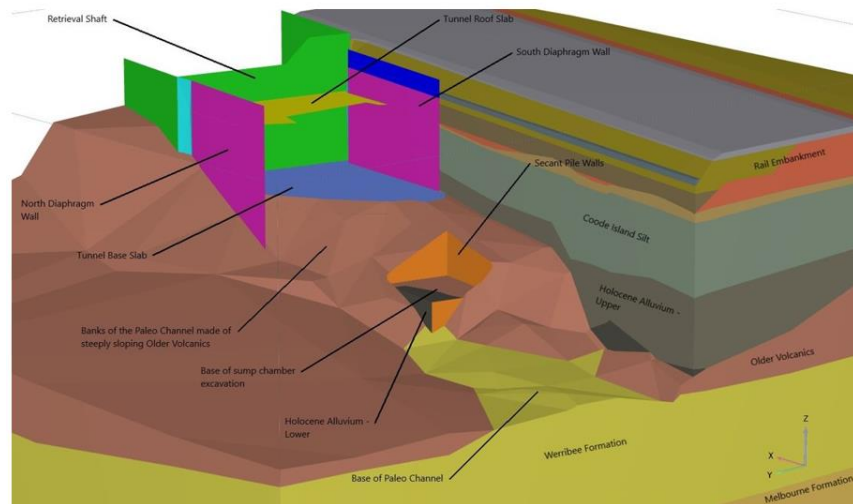 Retrieval Shaft
Tunnel Roof Slab
South Diaphragm Wall
Secant Pile Walls
Rail Embankment
North Diaphragm
Wall
Coode Island Silt
Tunnel Base Slab
Holocene Alluvium -
Upper
Banks of the Paleo Channel made of
steeply sloping Older Volcanics
Older Volcanics
Base of sump chamber
excavation
Holocene Alluvium -
Lower
Werribee Formation
Base of Paleo Channel
Melbourne Formation
Z
X
Y